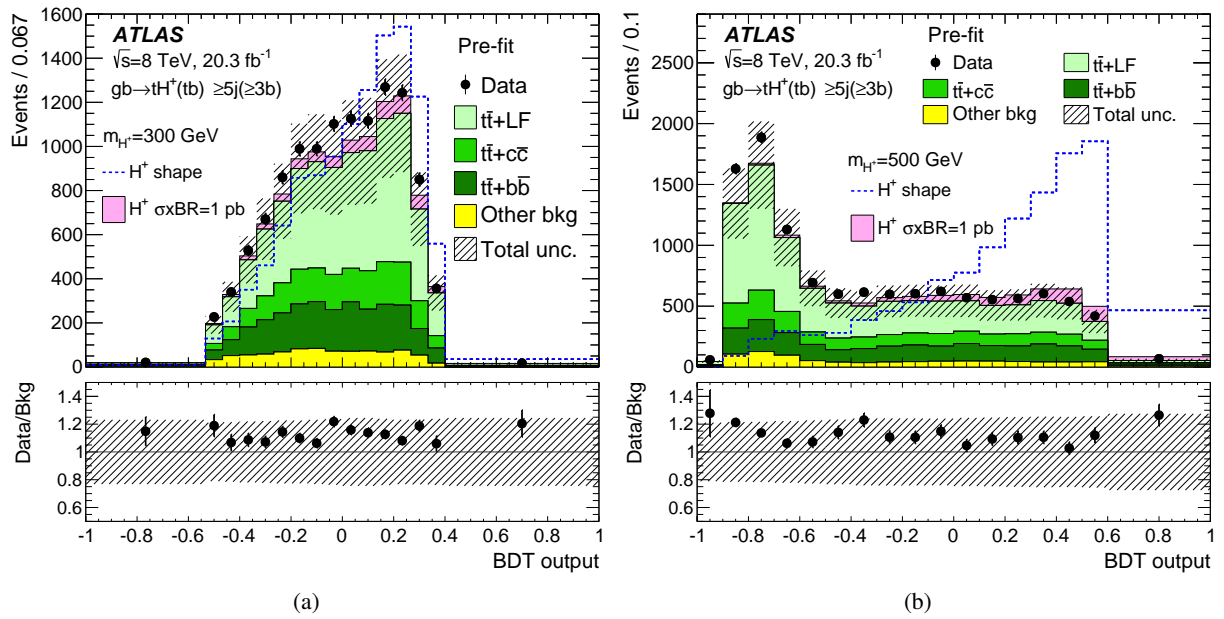 Events / 0.067
1600
1400
1200
1000
800
600
400
200
0
ATLAS
√s=8 TeV, 20.3 fb⁻¹
gb→tH⁺(tb) ≥5j(≥3b)
m_H⁺=300 GeV
H⁺ shape
H⁺ σxBR=1 pb
Pre-fit
Data
tt̄+LF
tt̄+cc̄
tt̄+bb̄
Other bkg
Total unc.
Data/Bkg
1.4
1.2
1
0.8
0.6
-1 -0.8 -0.6 -0.4 -0.2 0 0.2 0.4 0.6 0.8 1
BDT output
(a)
Events / 0.1
2500
2000
1500
1000
500
0
ATLAS
√s=8 TeV, 20.3 fb⁻¹
gb→tH⁺(tb) ≥5j(≥3b)
Pre-fit
Data
tt̄+LF
tt̄+cc̄
tt̄+bb̄
Other bkg
Total unc.
m_H⁺=500 GeV
H⁺ shape
H⁺ σxBR=1 pb
Data/Bkg
1.4
1.2
1
0.8
0.6
-1 -0.8 -0.6 -0.4 -0.2 0 0.2 0.4 0.6 0.8 1
BDT output
(b)